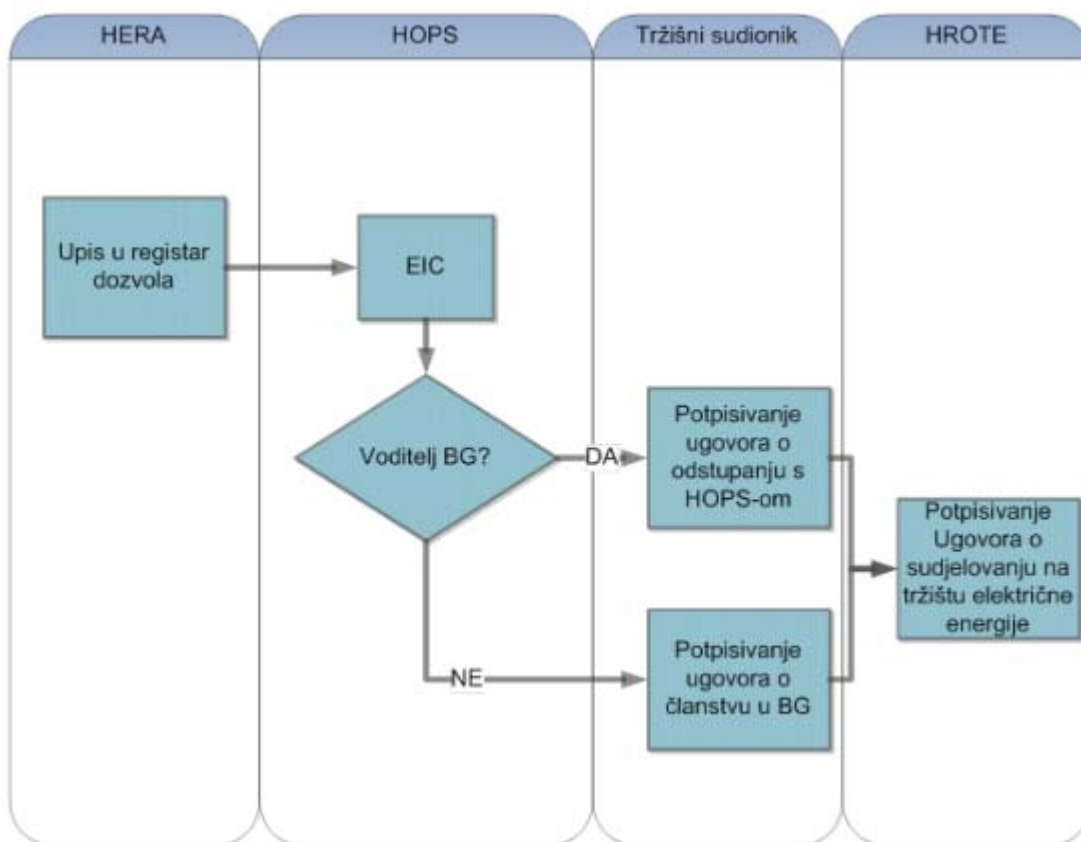 HERA
HOPS
Tržišni sudionik
HROTE
Upis u registar
dozvola
EIC
Voditelj BG?
DA
Potpisivanje
ugovora o
odstupanju s
HOPS-om
Potpisivanje
Ugovora o
sudjelovanju na
tržištu električne
energije
NE
Potpisivanje
ugovora o
članstvu u BG